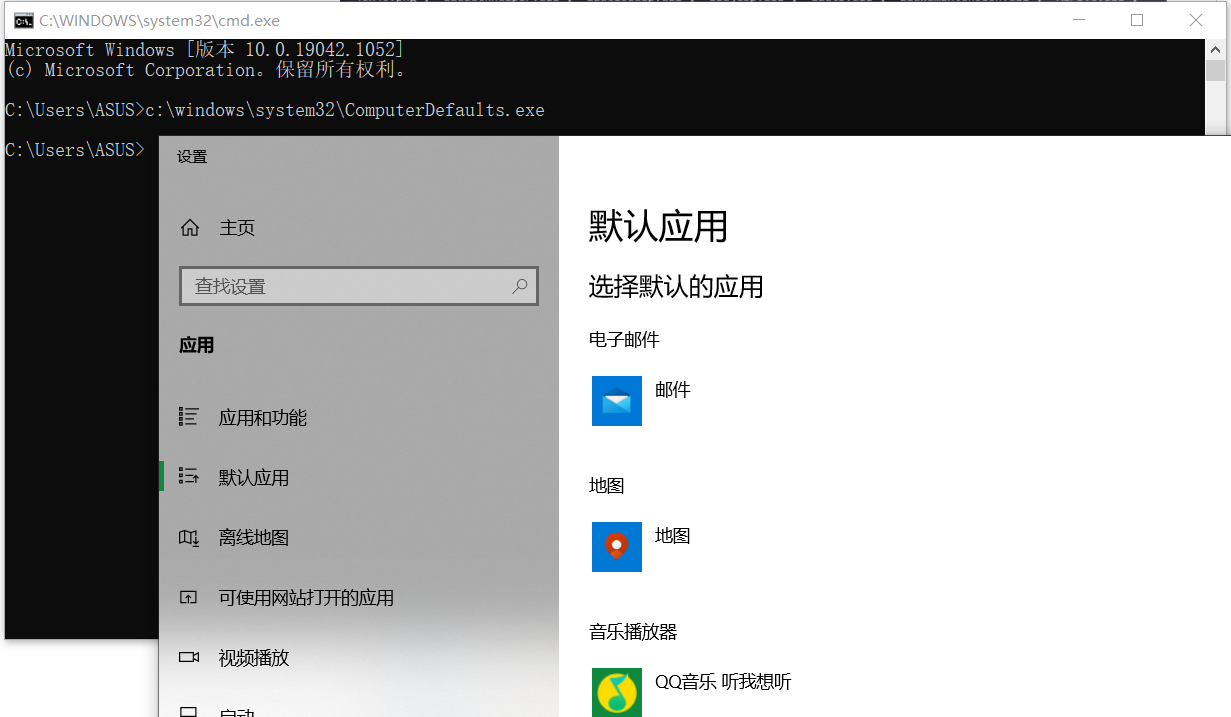 C:\WINDOWS\system32\cmd.exe
Microsoft Windows [版本 10.0.19042.1052]
(c) Microsoft Corporation。保留所有权利。
C:\Users\ASUS>c:\windows\system32\ComputerDefaults.exe
C:\Users\ASUS>
设置
主页
查找设置
应用
应用和功能
默认应用
离线地图
可使用网站打开的应用
视频播放
启动
默认应用
选择默认的应用
电子邮件
邮件
地图
地图
音乐播放器
QQ音乐 听我想听